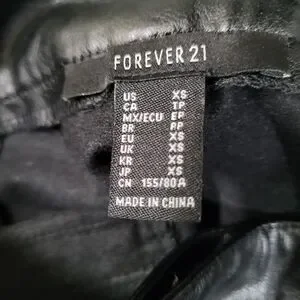 FOREVER 21
US XS
CA TP
MX/ECU EP
BR PP
EU XS
UK XS
KR XS
JP XS
CN 155/80A
MADE IN CHINA